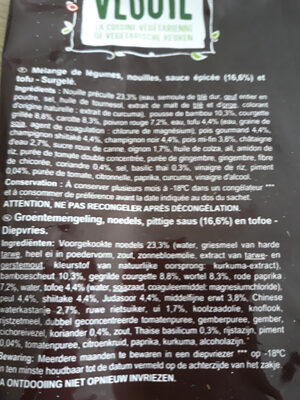 VEGGIE
LA CUISINE VÉGÉTARIENNE
DE VEGETARISCHE KEUKEN
Mélange de légumes, nouilles, sauce épicée (16,6%) et
tofu - Surgelé.
Ingrédients : Nouille précuite 23,3% (eau, semoule de blé dur, œuf entier en
poudre, sel, huile de tournesol, extrait de malt de blé et d'orge, colorant
d'origine naturelle : extrait de curcuma), pousse de bambou 10,3%, courgette
grillée 8,8%, carotte 8,3%, poivron rouge 7,2%, eau, tofu 4,4% (eau, graine de
soja, agent de coagulation : chlorure de magnésium), pois gourmand 4,4%,
champignon shiitaké 4,4%, champignon noir 4,4%, pois mi-fin 3,8%, châtaigne
d'eau 2,7%, sucre roux de canne, oignon 1,7%, huile de colza, ail, amidon de
riz, purée de tomate double concentrée, purée de gingembre, gingembre, fibre
de chicorée, coriandre 0,4%, sel, basilic thaï 0,3%, vinaigre de riz, piment
0,04%, purée de tomate, citronnelle, paprika, curcuma, vinaigre d'alcool.
Conservation : À conserver plusieurs mois à -18°C dans un congélateur ***
et à consommer de préférence avant la date indiquée au dos du sachet.
ATTENTION, NE PAS RECONGELER APRÈS DÉCONGÉLATION.
Groentemengeling, noedels, pittige saus (16,6%) en tofoe -
Diepvries.
Ingrediënten: Voorgekookte noedels 23,3% (water, griesmeel van harde
tarwe, heel ei in poedervorm, zout, zonnebloemolie, extract van tarwe- en
gerstemout, kleurstof van natuurlijke oorsprong: kurkuma-extract),
bamboescheut 10,3%, gegrilde courgette 8,8%, wortel 8,3%, rode paprika
7,2%, water, tofoe 4,4% (water, sojazaad, coagulatiemiddel: magnesiumchloride),
peul 4,4%, shiitake 4,4%, Judasoor 4,4%, middelfijne erwt 3,8%, Chinese
waterkastanje 2,7%, ruwe rietsuiker, ui 1,7%, koolzaadolie, knoflook,
rijstzetmeel, dubbel geconcentreerde tomatenpuree, gemberpuree, gember,
cichoreivezel, koriander 0,4%, zout, Thaise basilicum 0,3%, rijstazijn, piment
0,04%, tomatenpuree, citroenkruid, paprika, kurkuma, alcoholazijn.
Bewaring: Meerdere maanden te bewaren in een diepvriezer *** op -18°C
en ten minste houdbaar tot de datum vermeld op de achterzijde van het zakje.
NA ONTDOOIING NIET OPNIEUW INVRIEZEN.